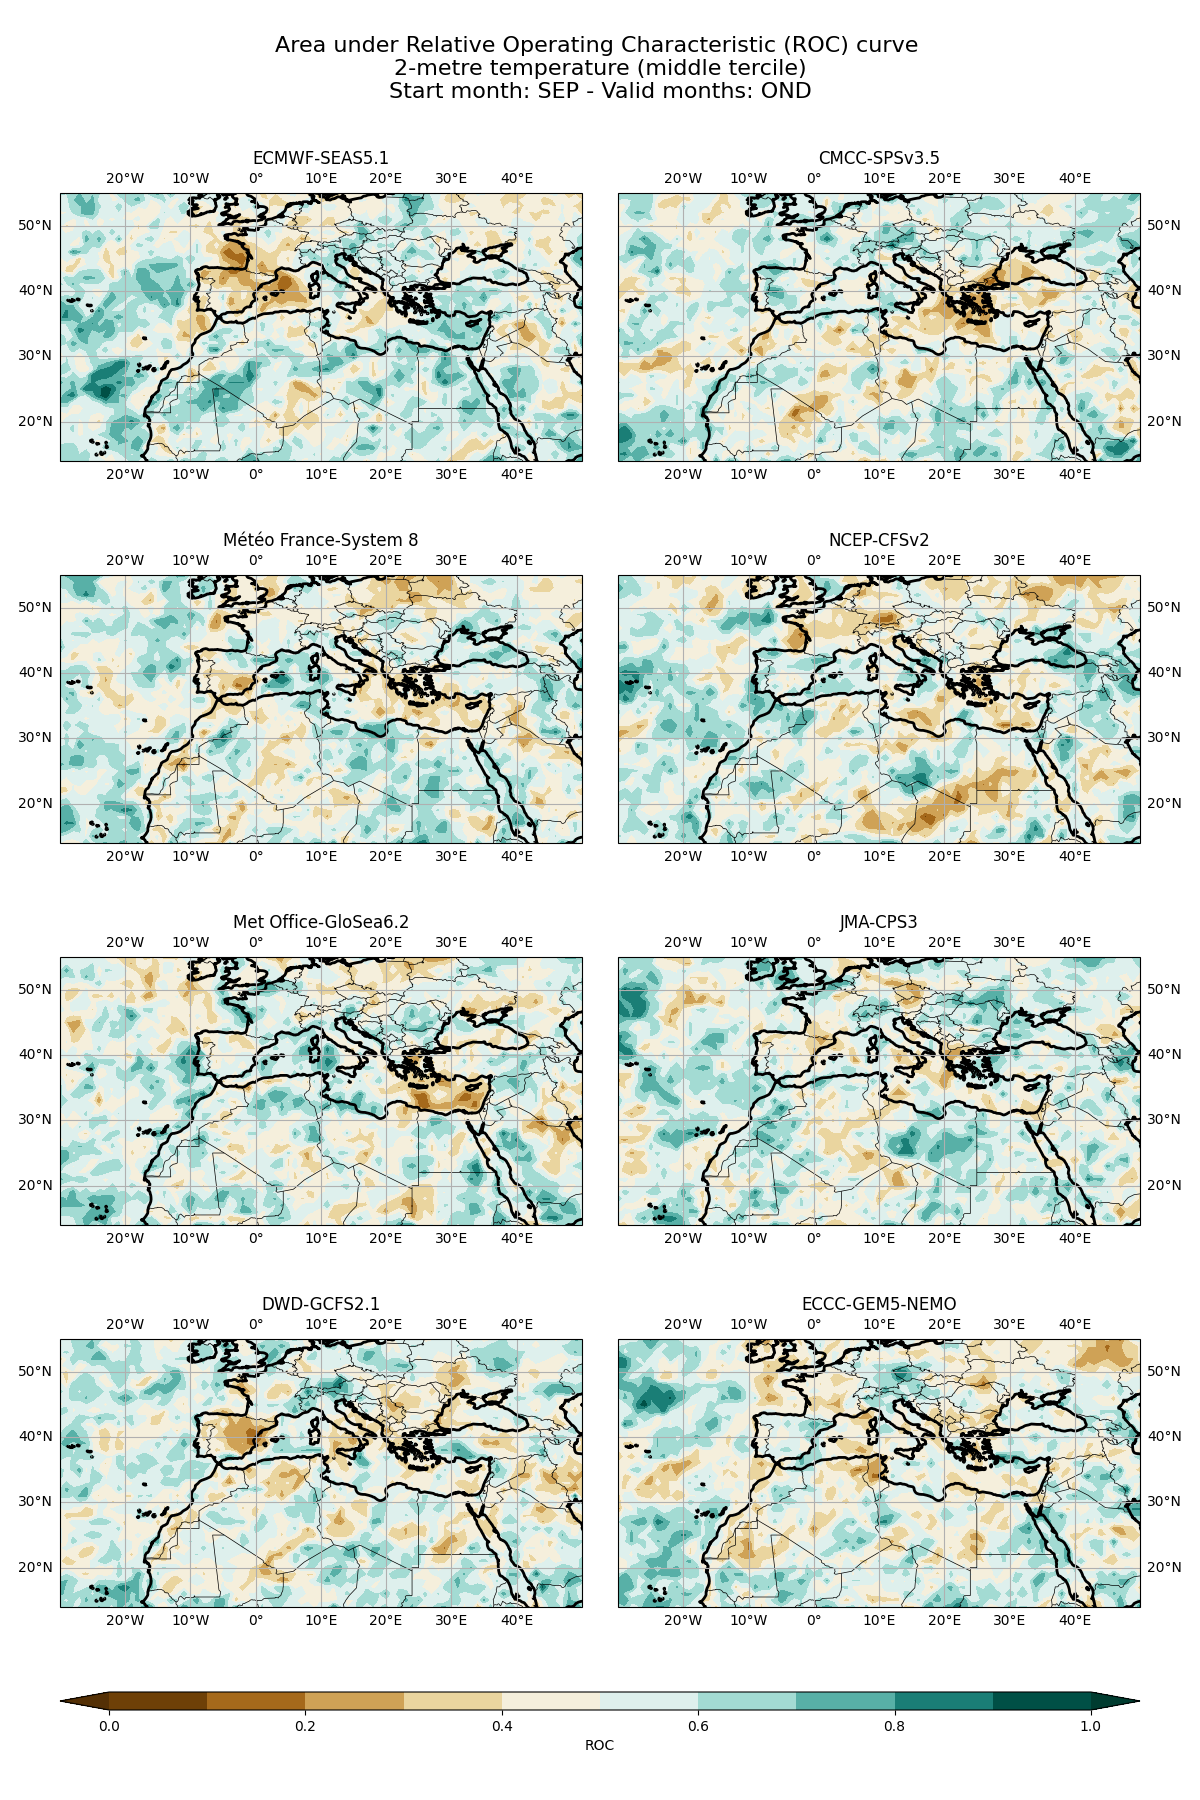 Area under Relative Operating Characteristic (ROC) curve
2-metre temperature (middle tercile)
Start month: SEP - Valid months: OND
ECMWF-SEAS5.1
CMCC-SPSv3.5
20°W 10°W 0° 10°E 20°E 30°E 40°E
20°W 10°W 0° 10°E 20°E 30°E 40°E
50°N
50°N
40°N
40°N
30°N
30°N
20°N
20°N
20°W 10°W 0° 10°E 20°E 30°E 40°E
20°W 10°W 0° 10°E 20°E 30°E 40°E
Météo France-System 8
NCEP-CFSv2
20°W 10°W 0° 10°E 20°E 30°E 40°E
20°W 10°W 0° 10°E 20°E 30°E 40°E
50°N
50°N
40°N
40°N
30°N
30°N
20°N
20°N
20°W 10°W 0° 10°E 20°E 30°E 40°E
20°W 10°W 0° 10°E 20°E 30°E 40°E
Met Office-GloSea6.2
JMA-CPS3
20°W 10°W 0° 10°E 20°E 30°E 40°E
20°W 10°W 0° 10°E 20°E 30°E 40°E
50°N
50°N
40°N
40°N
30°N
30°N
20°N
20°N
20°W 10°W 0° 10°E 20°E 30°E 40°E
20°W 10°W 0° 10°E 20°E 30°E 40°E
DWD-GCFS2.1
ECCC-GEM5-NEMO
20°W 10°W 0° 10°E 20°E 30°E 40°E
20°W 10°W 0° 10°E 20°E 30°E 40°E
50°N
50°N
40°N
40°N
30°N
30°N
20°N
20°N
20°W 10°W 0° 10°E 20°E 30°E 40°E
20°W 10°W 0° 10°E 20°E 30°E 40°E
0.0 0.2 0.4 0.6 0.8 1.0
ROC